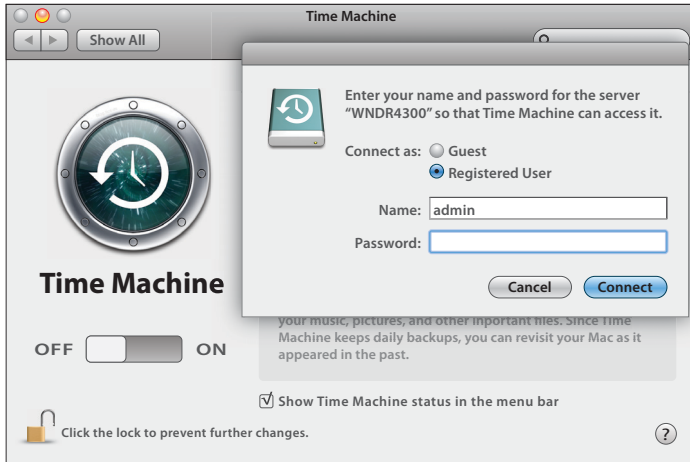 Time Machine
Show All
Enter your name and password for the server
“WNDR4300” so that Time Machine can access it.
Connect as: Guest
Registered User
Name: admin
Password:
Cancel Connect
Time Machine
OFF ON
your music, pictures, and other inportant files. Since Time
Machine keeps daily backups, you can revisit your Mac as it
appeared in the past.
Show Time Machine status in the menu bar
Click the lock to prevent further changes.
?